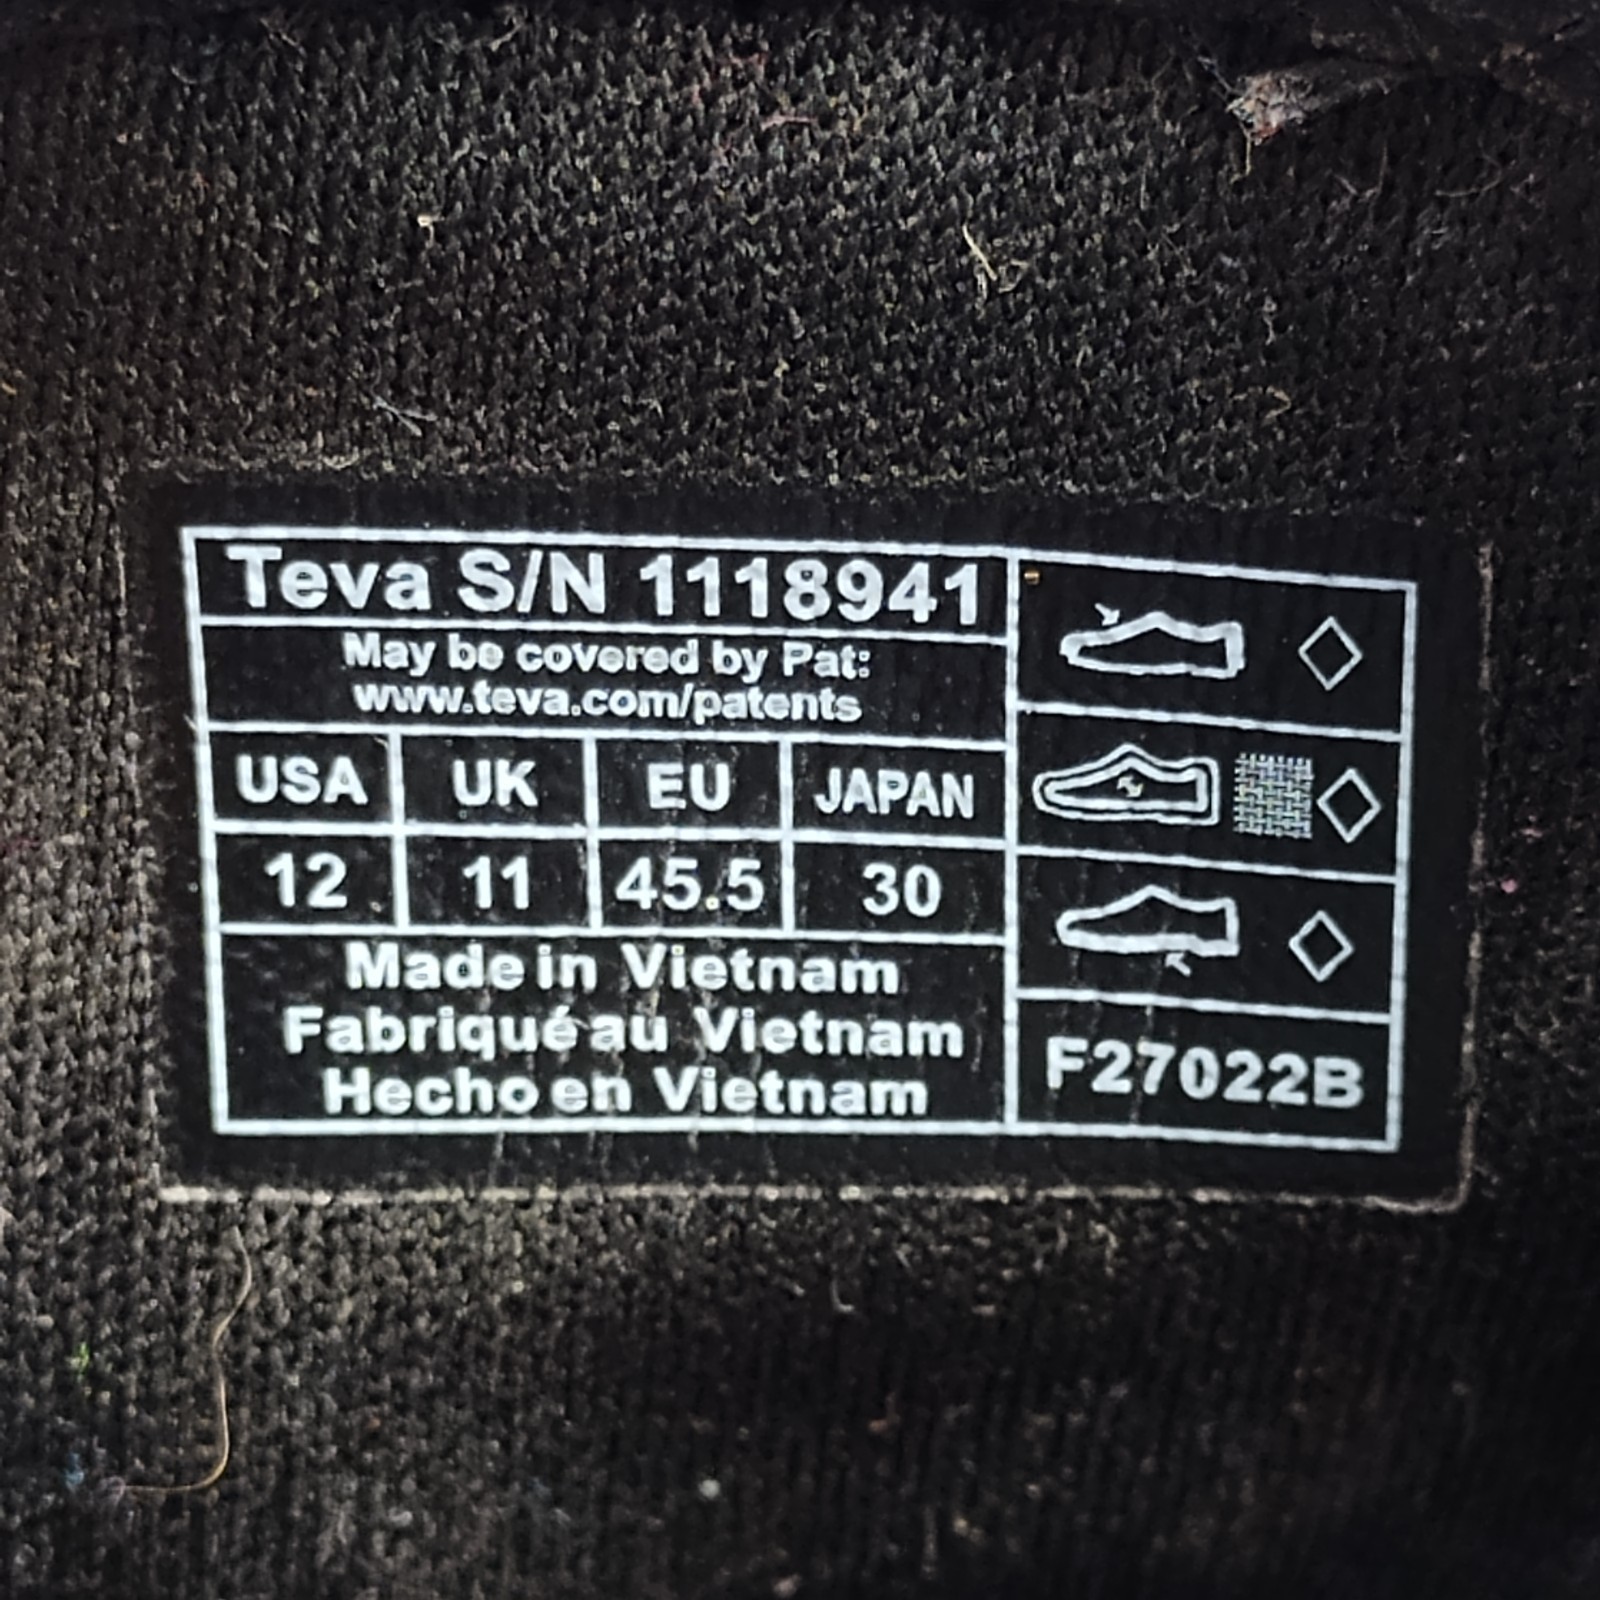 Teva S/N 1118941
May be covered by Pat:
www.teva.com/patents
USA UK EU JAPAN
12 11 45.5 30
Made in Vietnam
Fabriqué au Vietnam
Hecho en Vietnam
F27022B